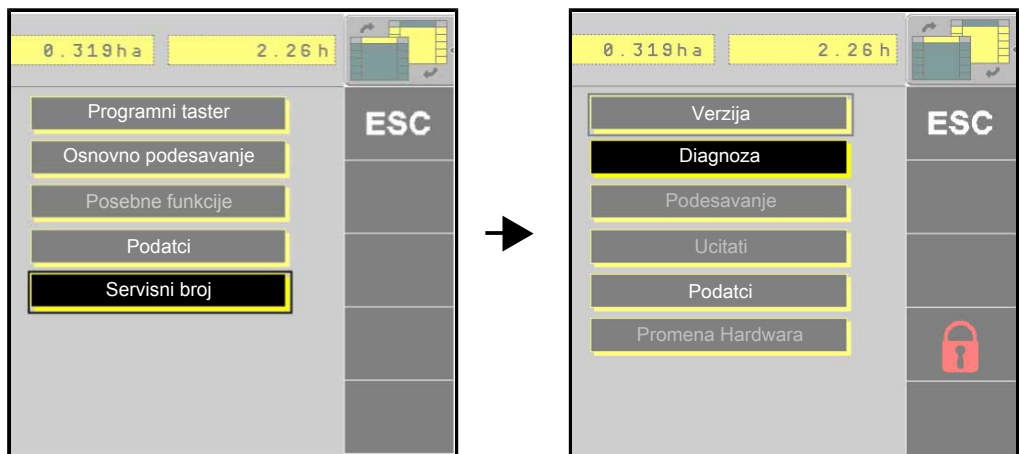 0.319ha 2.26h
Programni taster
ESC
Osnovno podesavanje
Posebne funkcije
Podatci
Servisni broj
0.319ha 2.26h
Verzija
ESC
Diagnoza
Podesavanje
Ucitati
Podatci
Promena Hardwara